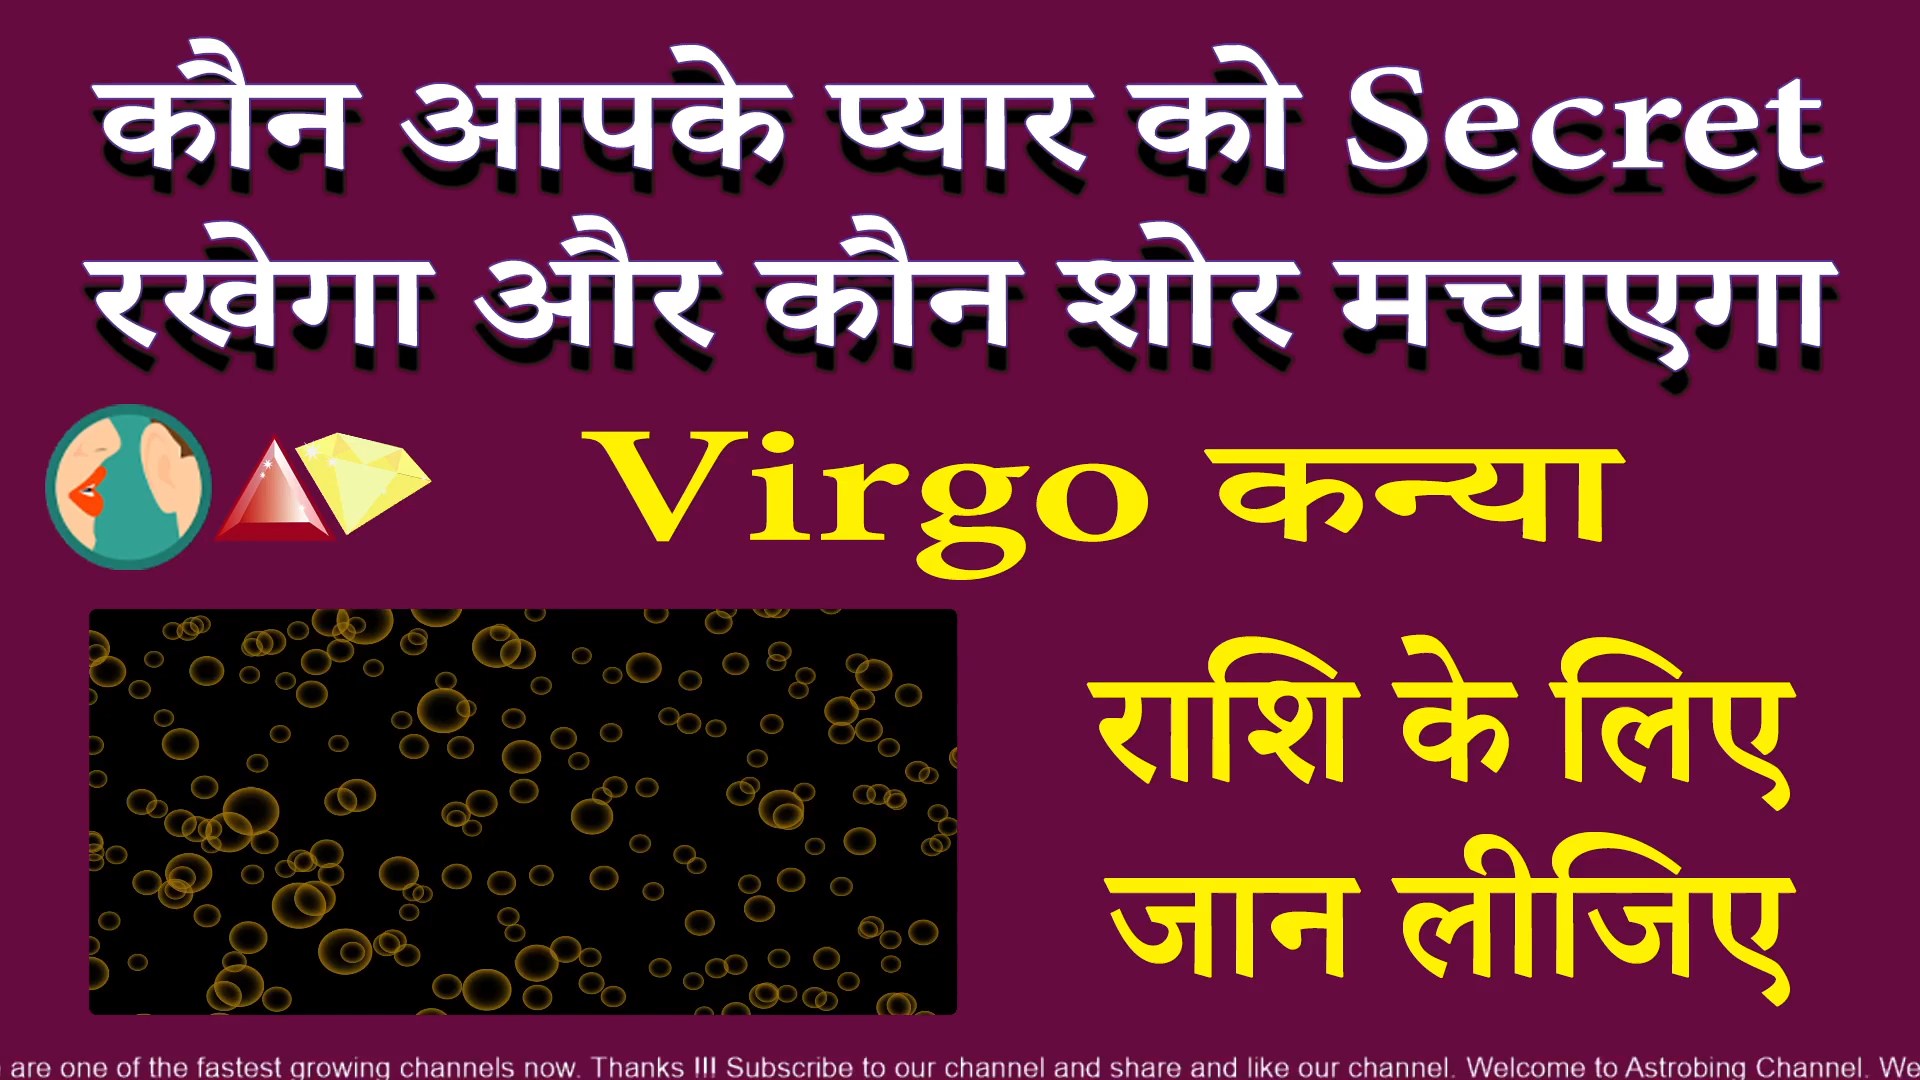 कौन आपके प्यार को Secret
रखेगा और कौन शोर मचाएगा
Virgo कन्या
राशि के लिए
जान लीजिए
are one of the fastest growing channels now. Thanks !!! Subscribe to our channel and share and like our channel. Welcome to Astrobing Channel. We